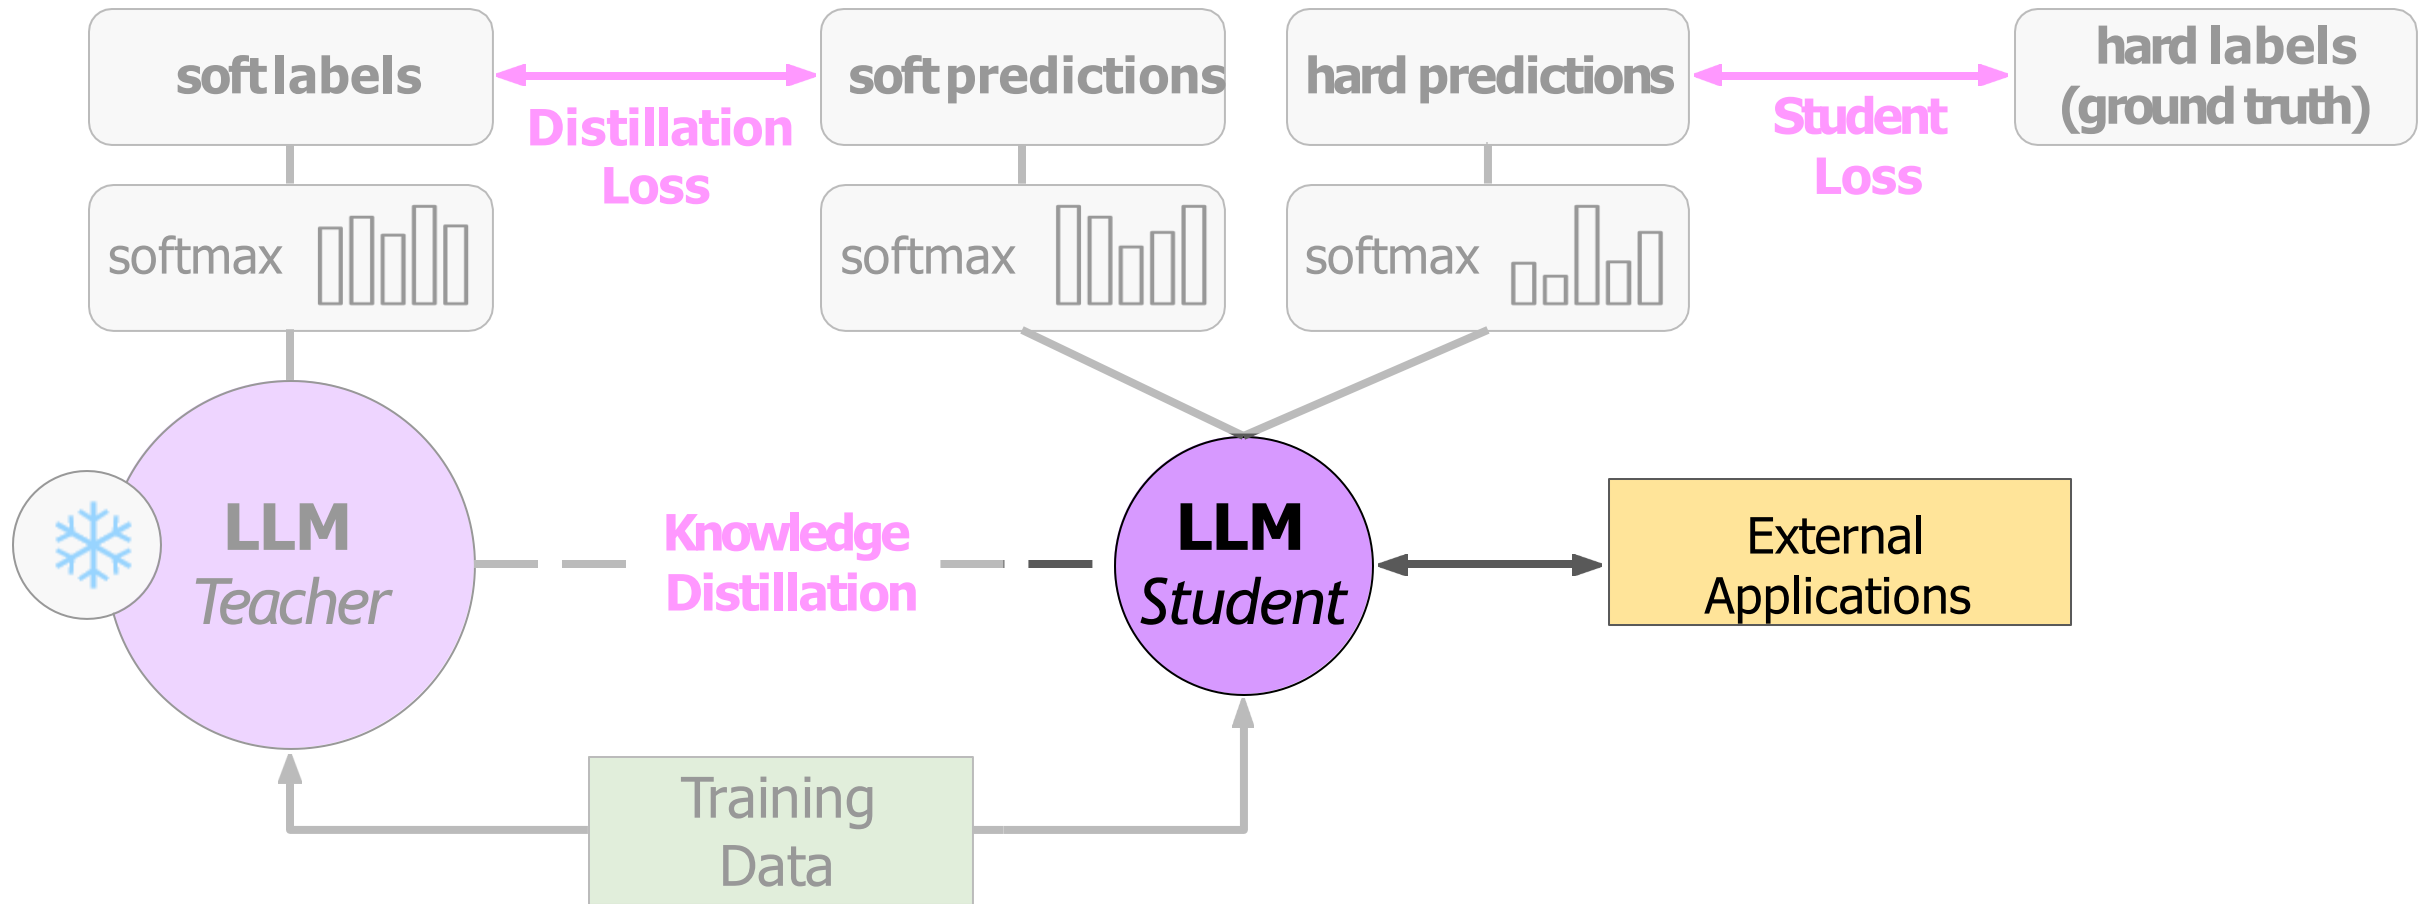 soft labels
Distillation
Loss
soft predictions
hard predictions
Student
Loss
hard labels
(ground truth)
softmax
softmax
softmax
LLM
Teacher
Knowledge
Distillation
LLM
Student
External
Applications
Training
Data